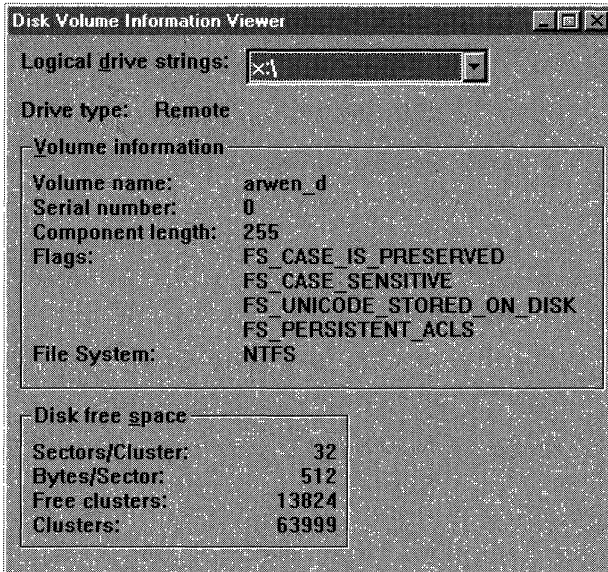 Disk Volume Information Viewer
Logical drive strings: x:\
Drive type: Remote
Volume information
Volume name: arwen_d
Serial number: 0
Component length: 255
Flags: FS_CASE_IS_PRESERVED
FS_CASE_SENSITIVE
FS_UNICODE_STORED_ON_DISK
FS_PERSISTENT_ACLS
File System: NTFS
Disk free space
Sectors/Cluster: 32
Bytes/Sector: 512
Free clusters: 13824
Clusters: 63999